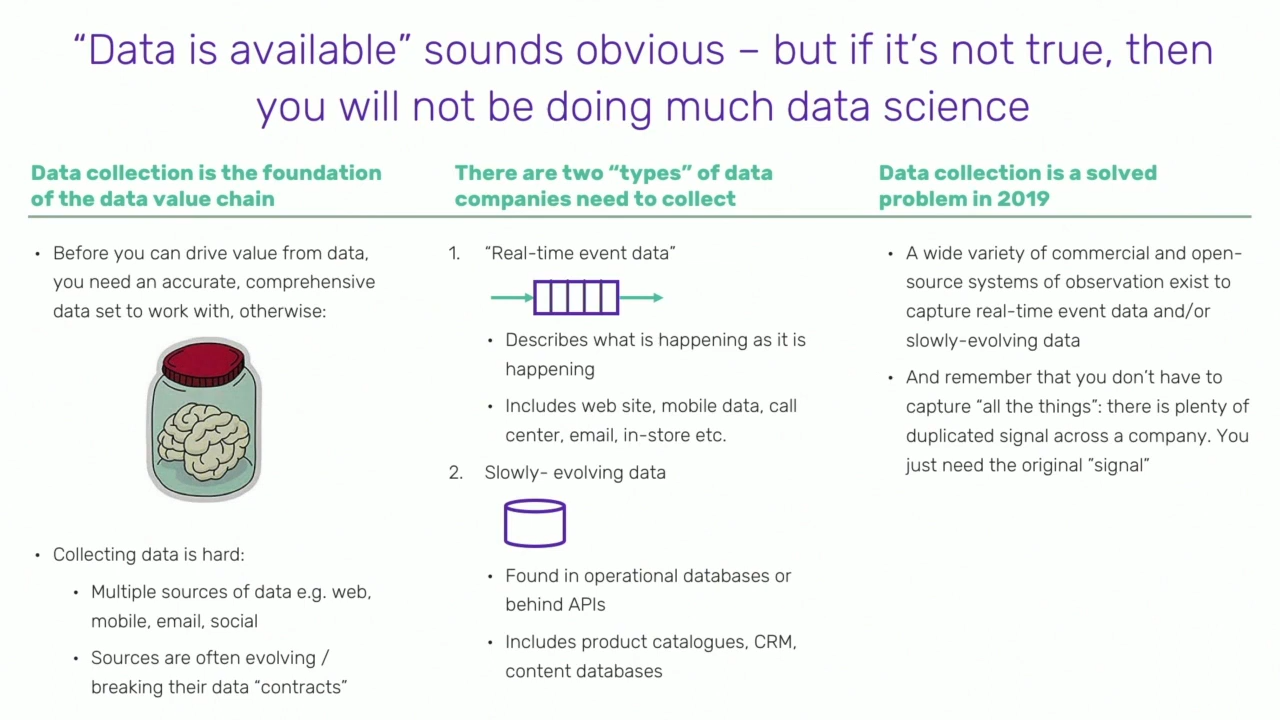 “Data is available” sounds obvious – but if it’s not true, then
you will not be doing much data science
Data collection is the foundation
of the data value chain
• Before you can drive value from data,
you need an accurate, comprehensive
data set to work with, otherwise:
• Collecting data is hard:
• Multiple sources of data e.g. web,
mobile, email, social
• Sources are often evolving /
breaking their data “contracts”
There are two “types” of data
companies need to collect
1. “Real-time event data”
• Describes what is happening as it is
happening
• Includes web site, mobile data, call
center, email, in-store etc.
2. Slowly- evolving data
• Found in operational databases or
behind APIs
• Includes product catalogues, CRM,
content databases
Data collection is a solved
problem in 2019
• A wide variety of commercial and open-
source systems of observation exist to
capture real-time event data and/or
slowly-evolving data
• And remember that you don’t have to
capture “all the things”: there is plenty of
duplicated signal across a company. You
just need the original “signal”